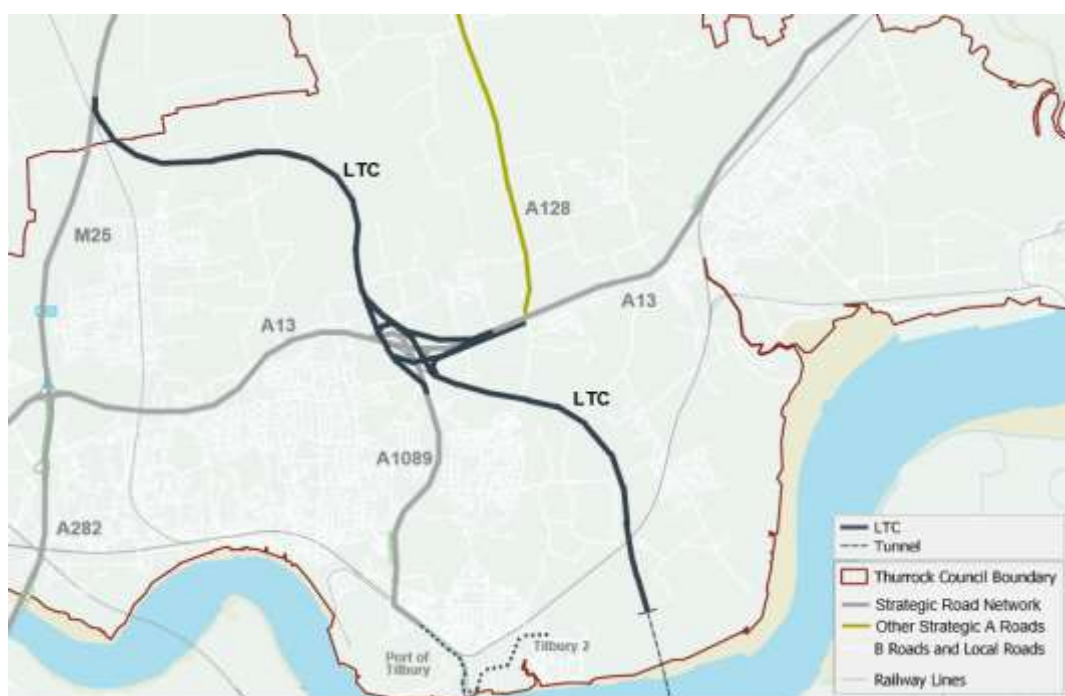 LTC
A128
M25
A13
A13
LTC
A1089
A282
Port of
Tilbury
Tilbury 2
LTC
Tunnel
Thurrock Council Boundary
Strategic Road Network
Other Strategic A Roads
B Roads and Local Roads
Railway Lines